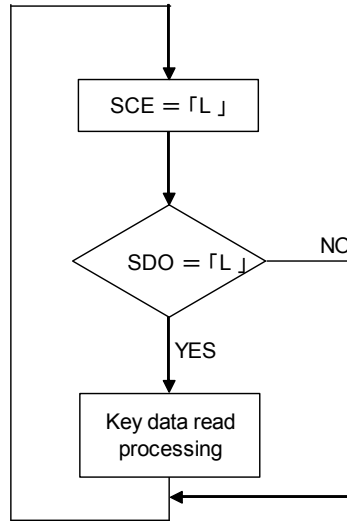 SCE＝「L 」
SDO＝「L 」
NO
YES
Key data read
processing